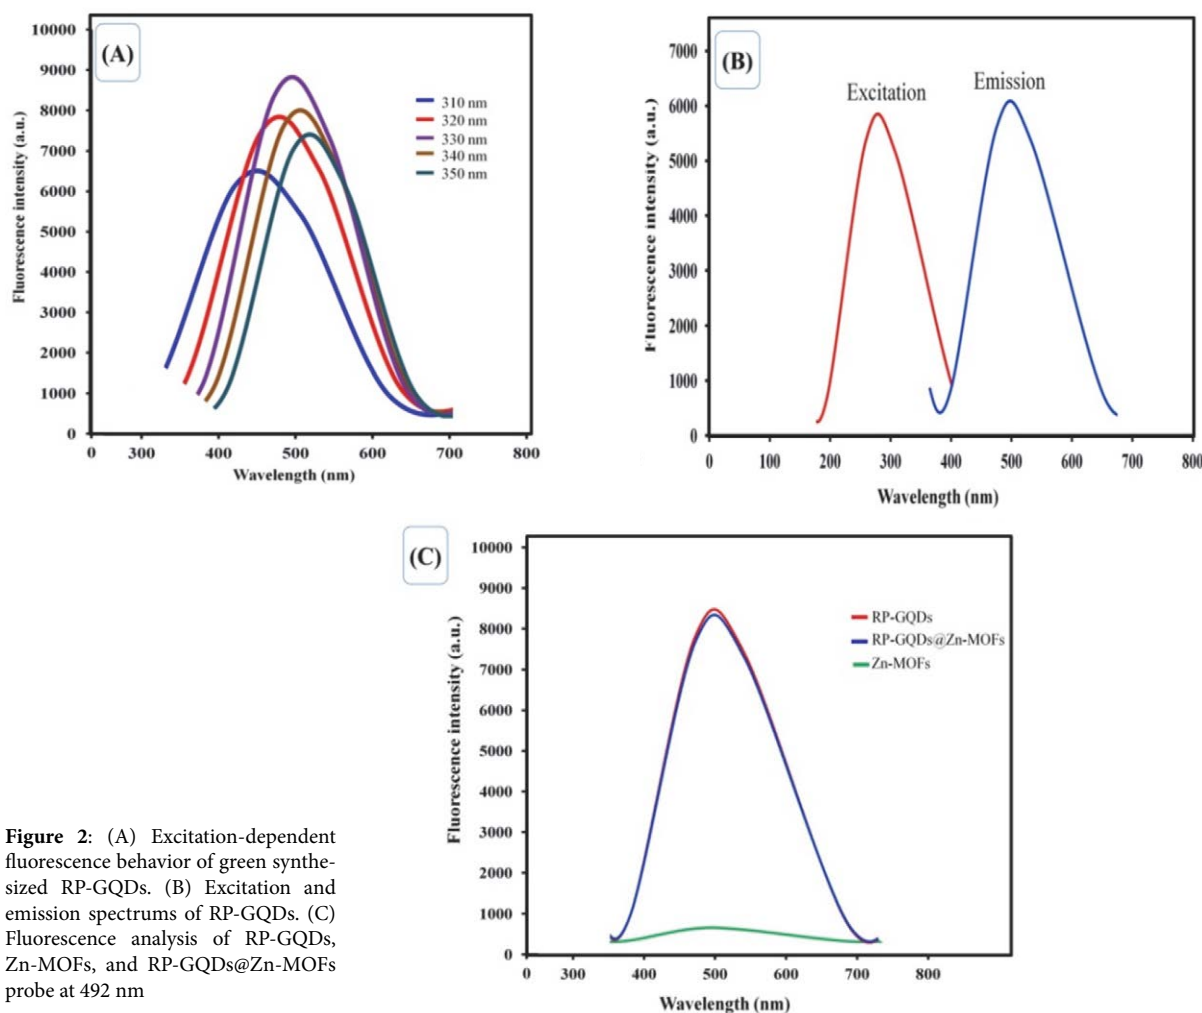 (A)
Fluorescence intensity (a.u.)
10000
9000
8000
7000
6000
5000
4000
3000
2000
1000
0
0 300 400 500 600 700 800
Wavelength (nm)
310 nm
320 nm
330 nm
340 nm
350 nm
(B)
Fluorescence intensity (a.u.)
7000
6000
5000
4000
3000
2000
1000
0
0 100 200 300 400 500 600 700 800
Wavelength (nm)
Excitation
Emission
(C)
Fluorescence intensity (a.u.)
10000
9000
8000
7000
6000
5000
4000
3000
2000
1000
0
0 300 400 500 600 700 800
Wavelength (nm)
RP-GQDs
RP-GQDs@Zn-MOFs
Zn-MOFs
Figure 2: (A) Excitation-dependent
fluorescence behavior of green synthe-
sized RP-GQDs. (B) Excitation and
emission spectrums of RP-GQDs. (C)
Fluorescence analysis of RP-GQDs,
Zn-MOFs, and RP-GQDs@Zn-MOFs
probe at 492 nm